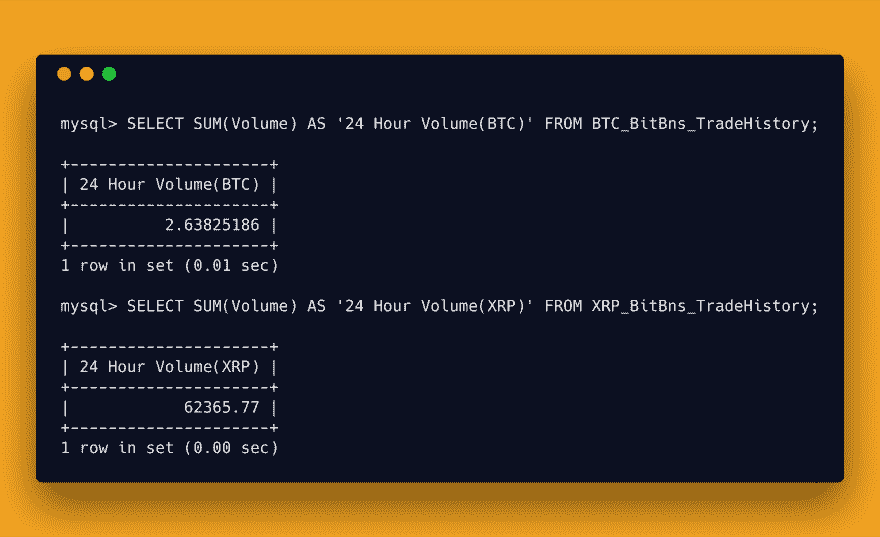 mysql> SELECT SUM(Volume) AS '24 Hour Volume(BTC)' FROM BTC_BitBns_TradeHistory;
+---------------------+
| 24 Hour Volume(BTC) |
+---------------------+
|          2.63825186 |
+---------------------+
1 row in set (0.01 sec)
mysql> SELECT SUM(Volume) AS '24 Hour Volume(XRP)' FROM XRP_BitBns_TradeHistory;
+---------------------+
| 24 Hour Volume(XRP) |
+---------------------+
|            62365.77 |
+---------------------+
1 row in set (0.00 sec)